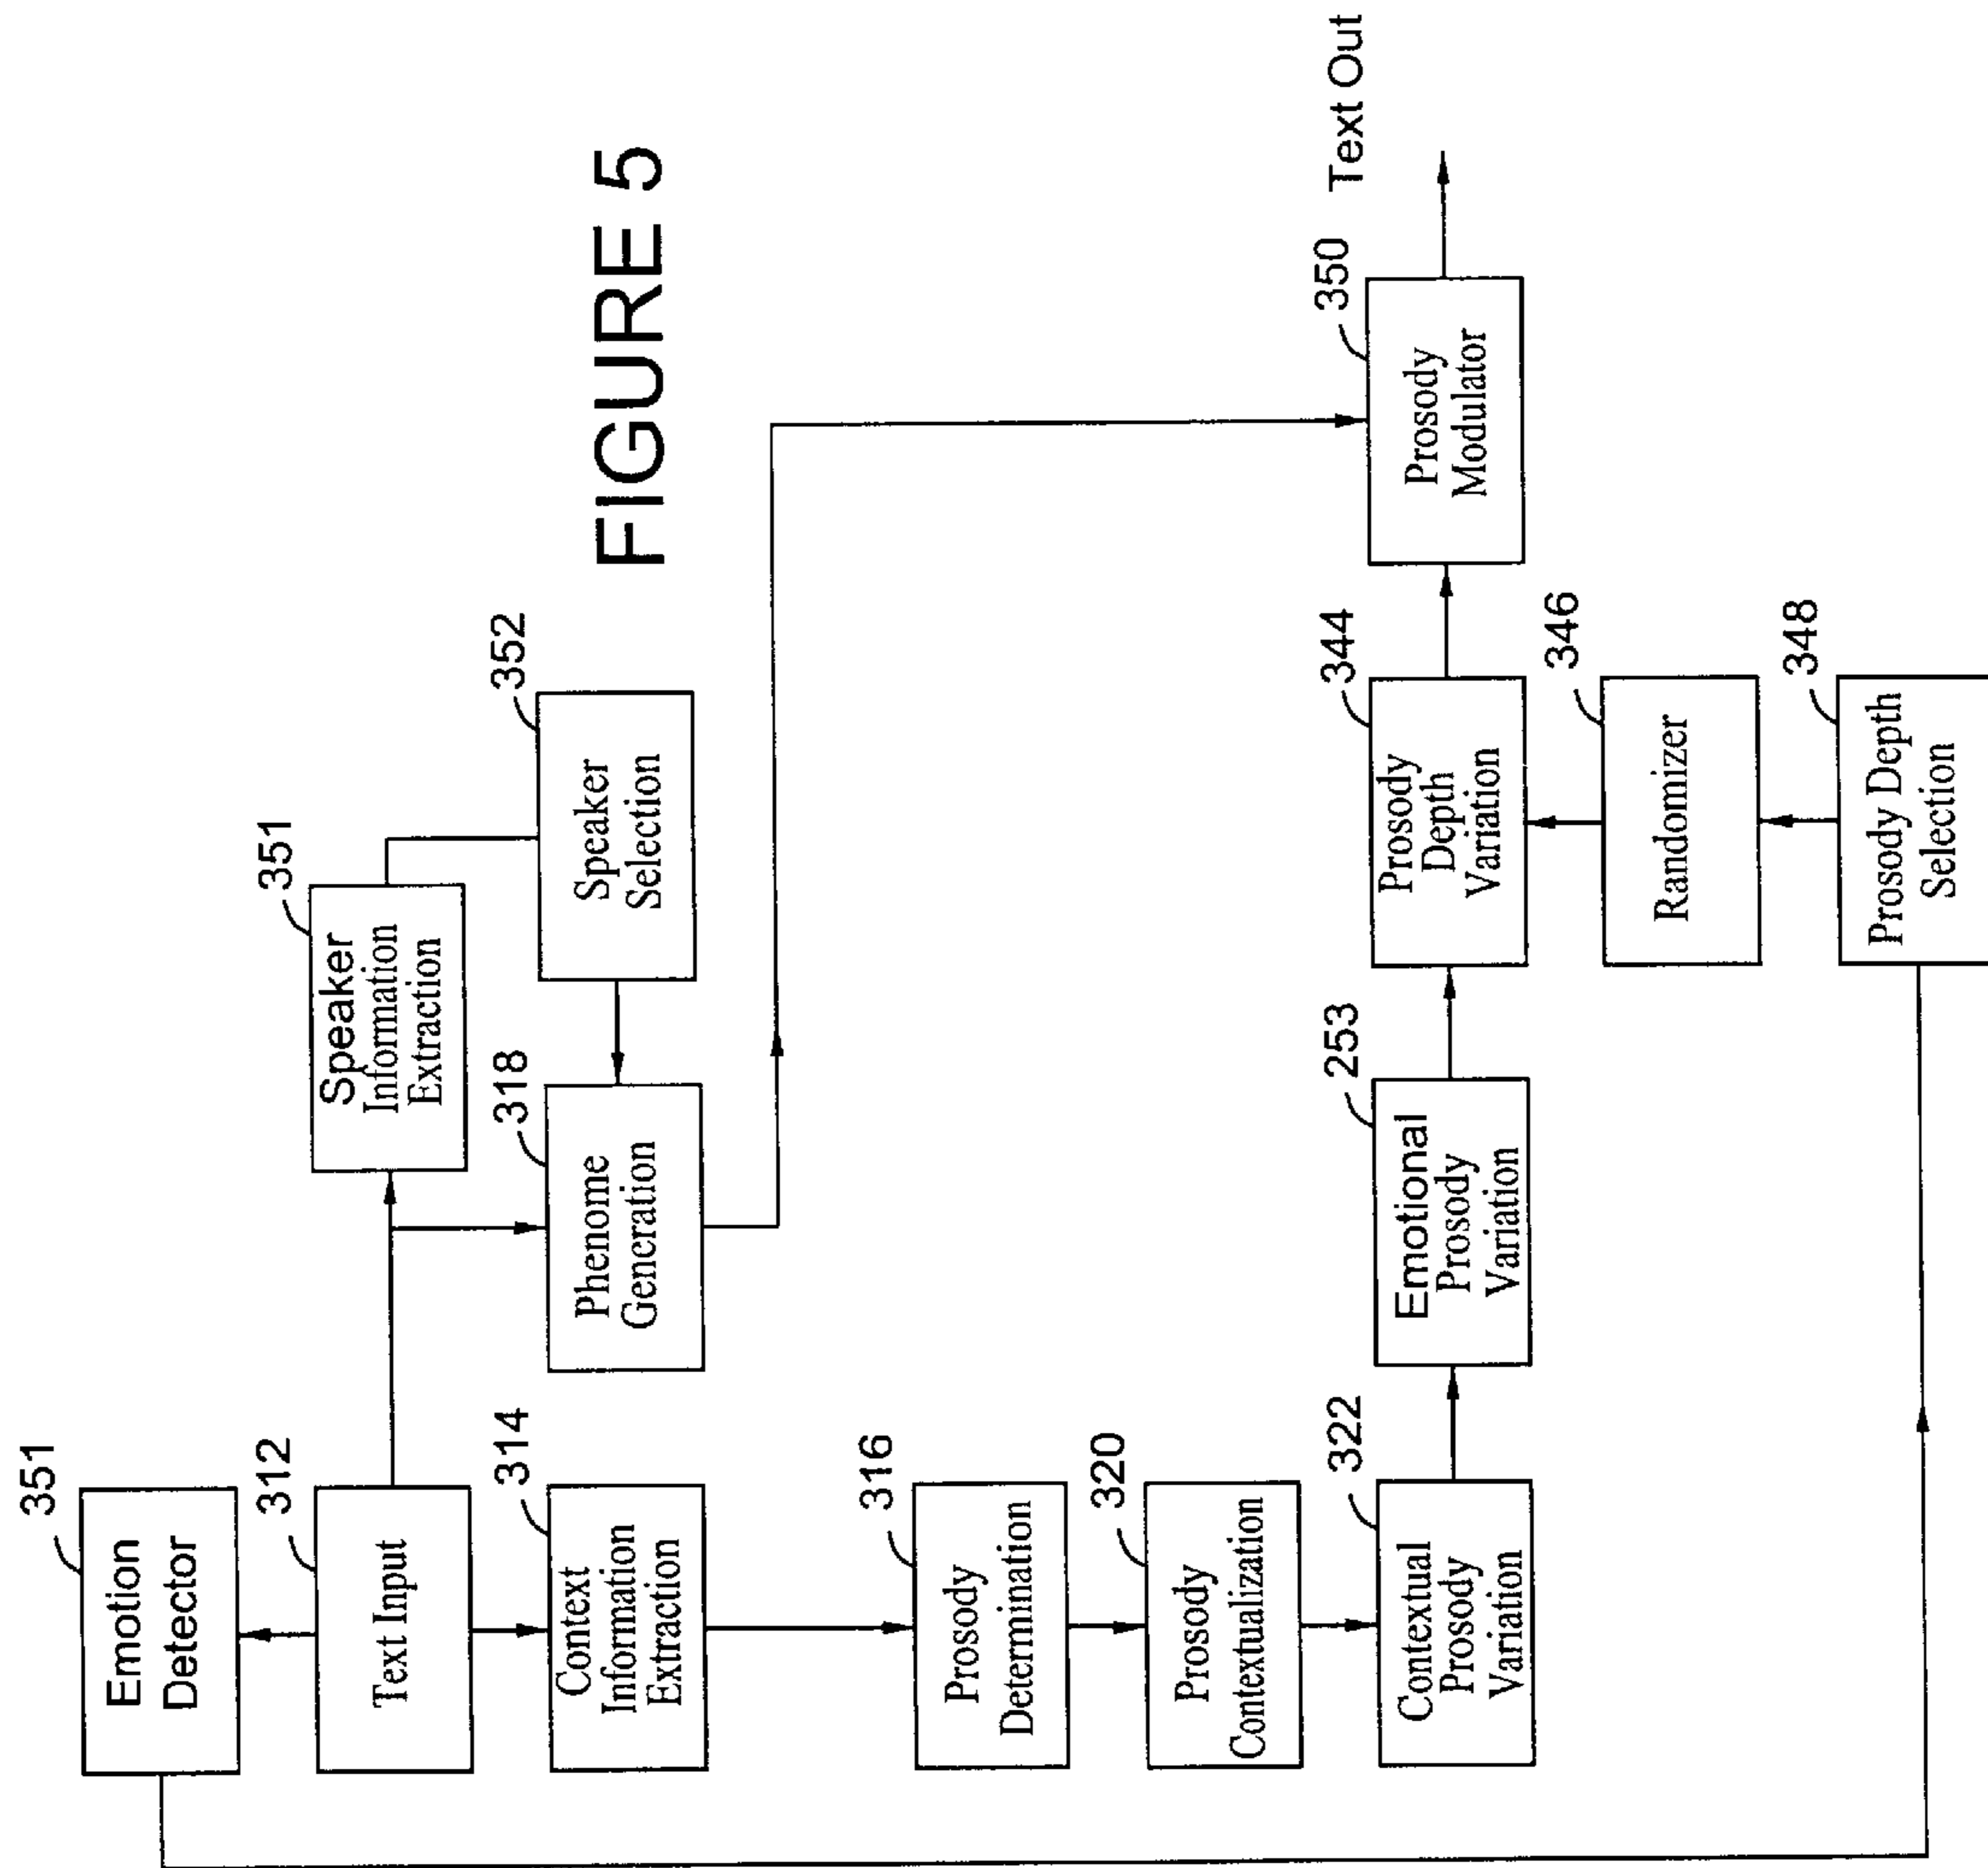 351
Emotion
Detector
312
Text Input
314
Context
Information
Extraction
316
Prosody
Determination
320
Prosody
Contextualization
322
Contextual
Prosody
Variation
351
Speaker
Information
Extraction
352
Speaker
Selection
318
Phenome
Generation
253
Emotional
Prosody
Variation
344
Prosody
Depth
Variation
346
Randomizer
348
Prosody Depth
Selection
350
Prosody
Modulator
Text Out
FIGURE 5